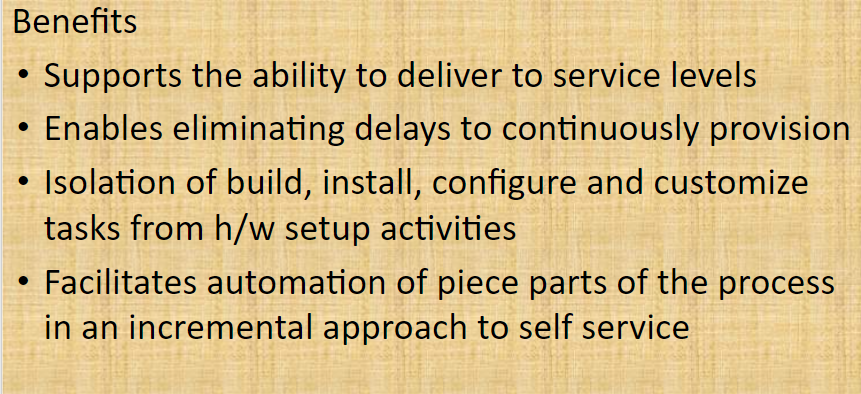 Benefits
• Supports the ability to deliver to service levels
• Enables eliminating delays to continuously provision
• Isolation of build, install, configure and customize
tasks from h/w setup activities
• Facilitates automation of piece parts of the process
in an incremental approach to self service